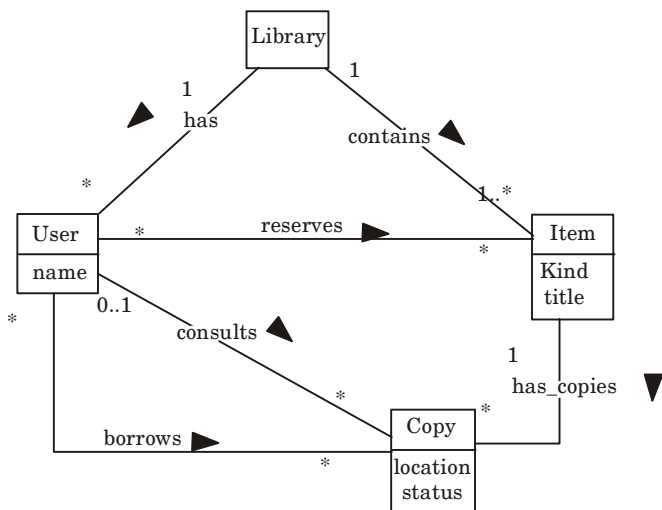 Library
1
1
has
contains
*
1..*
User
*
reserves
*
Item
name
Kind
title
0..1
*
consults
1
has_copies
*
*
Copy
borrows
*
location
status